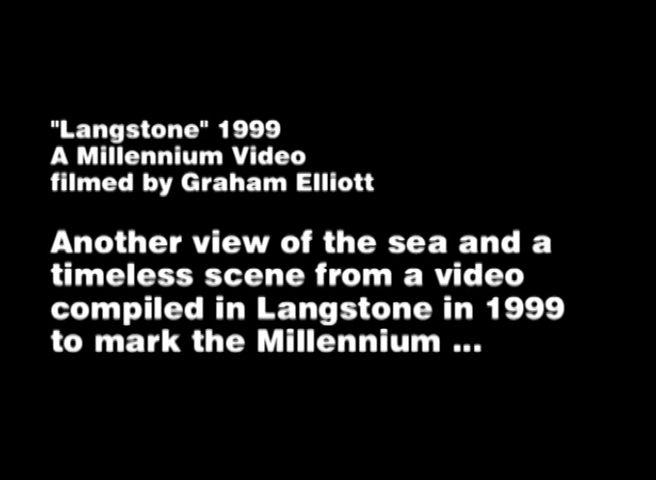 "Langstone" 1999
A Millennium Video
filmed by Graham Elliott
Another view of the sea and a
timeless scene from a video
compiled in Langstone in 1999
to mark the Millennium ...